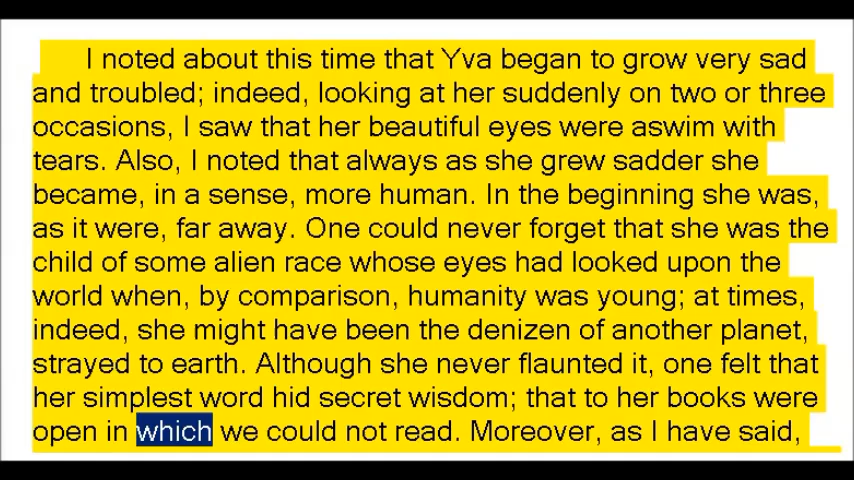 I noted about this time that Yva began to grow very sad
and troubled; indeed, looking at her suddenly on two or three
occasions, I saw that her beautiful eyes were aswim with
tears. Also, I noted that always as she grew sadder she
became, in a sense, more human. In the beginning she was,
as it were, far away. One could never forget that she was the
child of some alien race whose eyes had looked upon the
world when, by comparison, humanity was young; at times,
indeed, she might have been the denizen of another planet,
strayed to earth. Although she never flaunted it, one felt that
her simplest word hid secret wisdom; that to her books were
open in which we could not read. Moreover, as I have said,